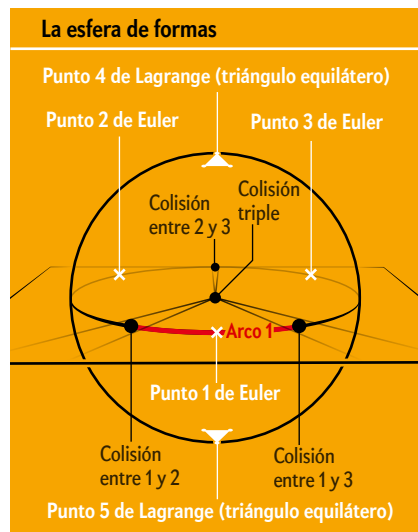 La esfera de formas
Punto 4 de Lagrange (triángulo equilátero)
Punto 2 de Euler
Punto 3 de Euler
Colisión
entre 2 y 3
Colisión
triple
Arco 1
Punto 1 de Euler
Colisión
entre 1 y 2
Colisión
entre 1 y 3
Punto 5 de Lagrange (triángulo equilátero)